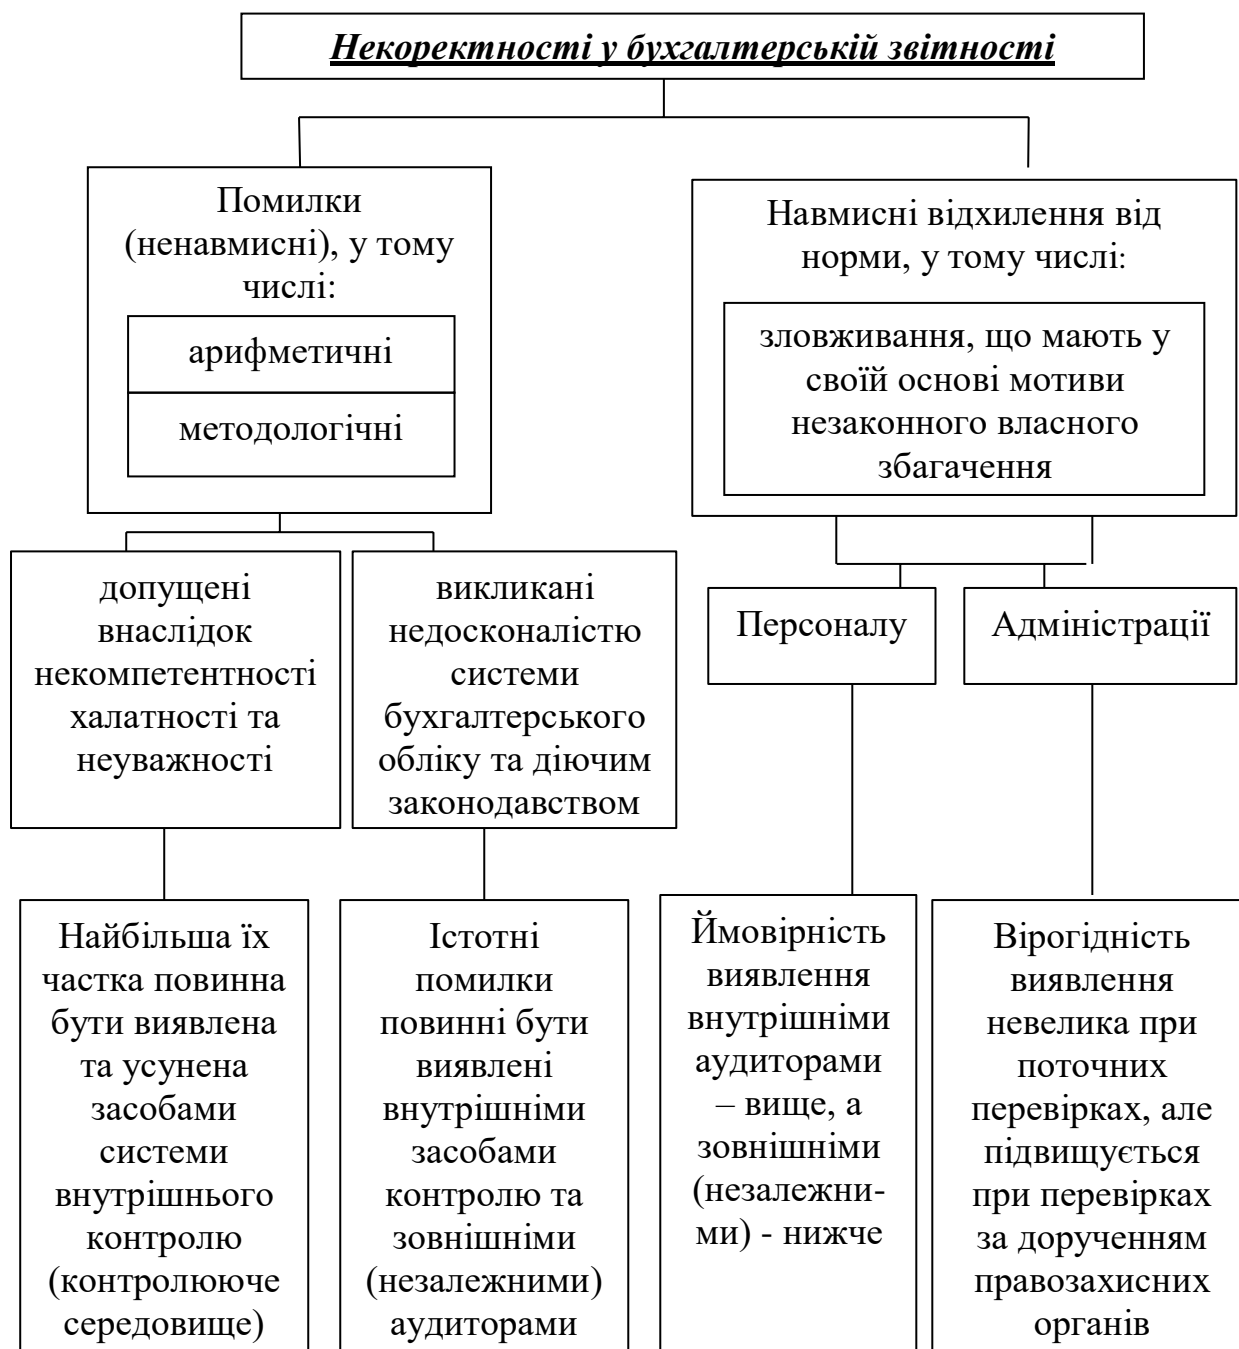 Некоректності у бухгалтерській звітності
Помилки
(ненавмисні), у тому
числі:
арифметичні
методологічні
Навмисні відхилення від
норми, у тому числі:
зловживання, що мають у
своїй основі мотиви
незаконного власного
збагачення
допущені
внаслідок
некомпетентності
халатності та
неуважності
викликані
недосконалістю
системи
бухгалтерського
обліку та діючим
законодавством
Персоналу
Адміністрації
Найбільша їх
частка повинна
бути виявлена
та усунена
засобами
системи
внутрішнього
контролю
(контролююче
середовище)
Істотні
помилки
повинні бути
виявлені
внутрішніми
засобами
контролю та
зовнішніми
(незалежними)
аудиторами
Ймовірність
виявлення
внутрішніми
аудиторами
– вище, а
зовнішніми
(незалежни-
ми) - нижче
Вірогідність
виявлення
невелика при
поточних
перевірках, але
підвищується
при перевірках
за дорученням
правозахисних
органів